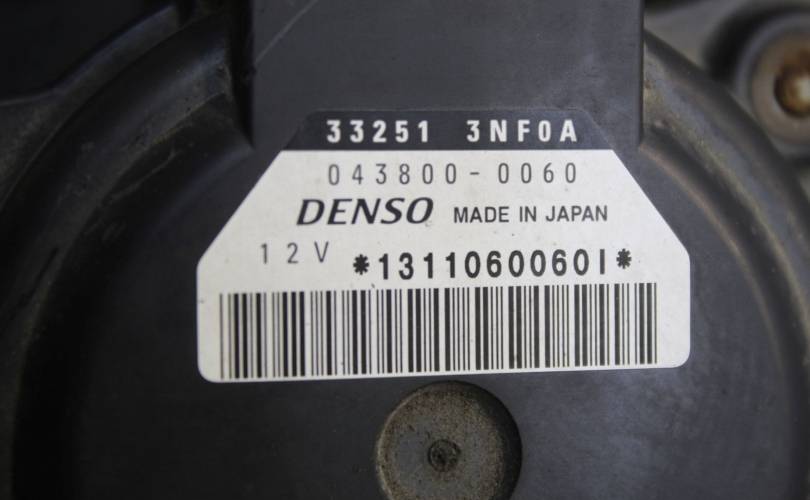 33251 3NF0A
043800-0060
DENSO MADE IN JAPAN
12V *13110600601*